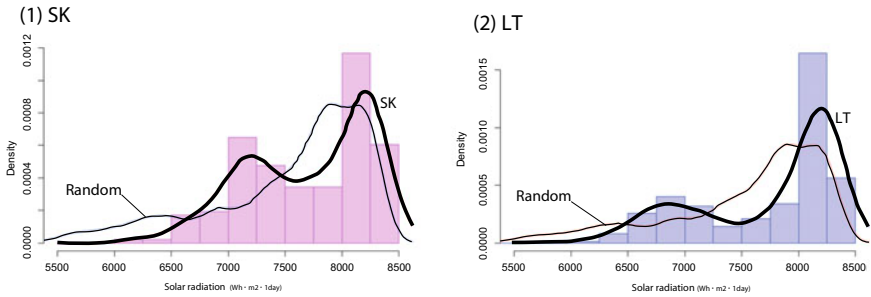 (1) SK
Density
0.0000
0.0004
0.0008
0.0012
Random
SK
5500 6000 6500 7000 7500 8000 8500
Solar radiation (Wh・m2・1day)
(2) LT
Density
0.0000
0.0005
0.0010
0.0015
Random
LT
5500 6000 6500 7000 7500 8000 8500
Solar radiation (Wh・m2・1day)